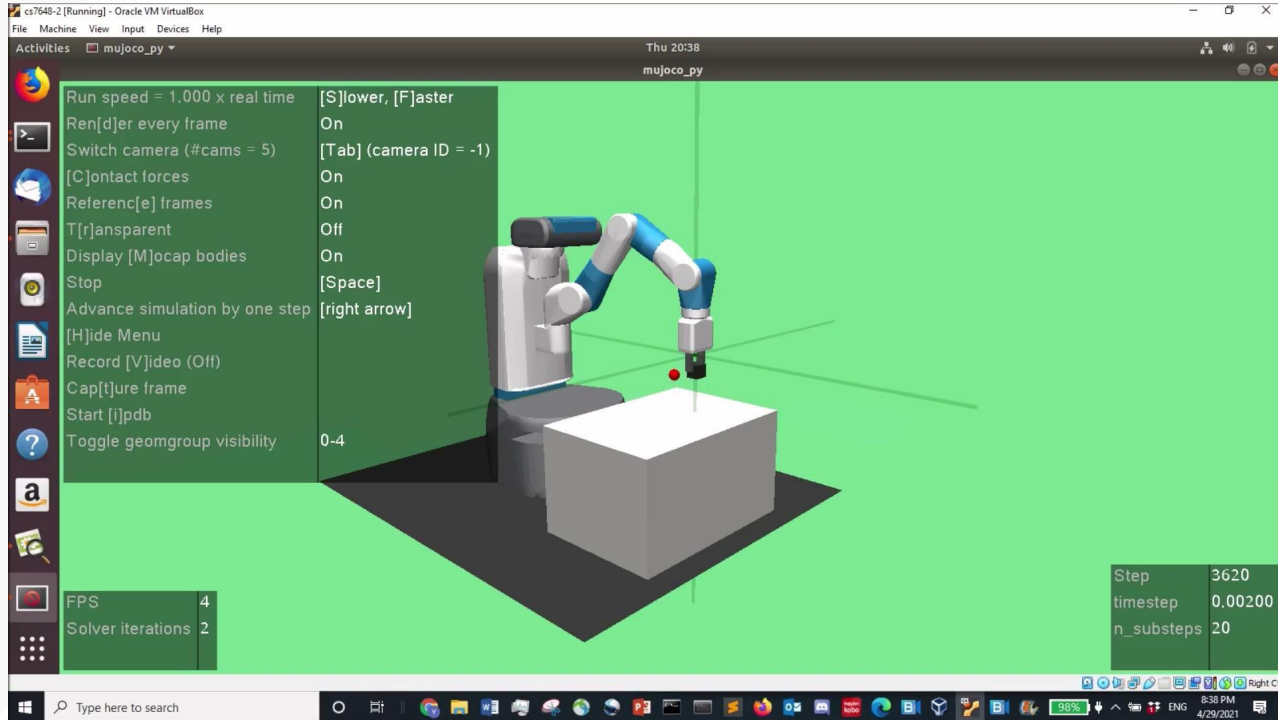 cs7648-2 [Running] - Oracle VM VirtualBox
File Machine View Input Devices Help
Activities mujoco_py Thu 20:38
mujoco_py
Run speed = 1.000 x real time [S]lower, [F]aster
Ren[d]er every frame On
Switch camera (#cams = 5) [Tab] (camera ID = -1)
[C]ontact forces On
Referenc[e] frames On
T[r]ansparent Off
Display [M]ocap bodies On
Stop [Space]
Advance simulation by one step [right arrow]
[H]ide Menu
Record [V]ideo (Off)
Cap[t]ure frame
Start [i]pdb
Toggle geomgroup visibility 0-4
FPS 4
Solver iterations 2
Step 3620
timestep 0.00200
n_substeps 20
Right C
Type here to search 98% ENG 8:38 PM
4/29/2021